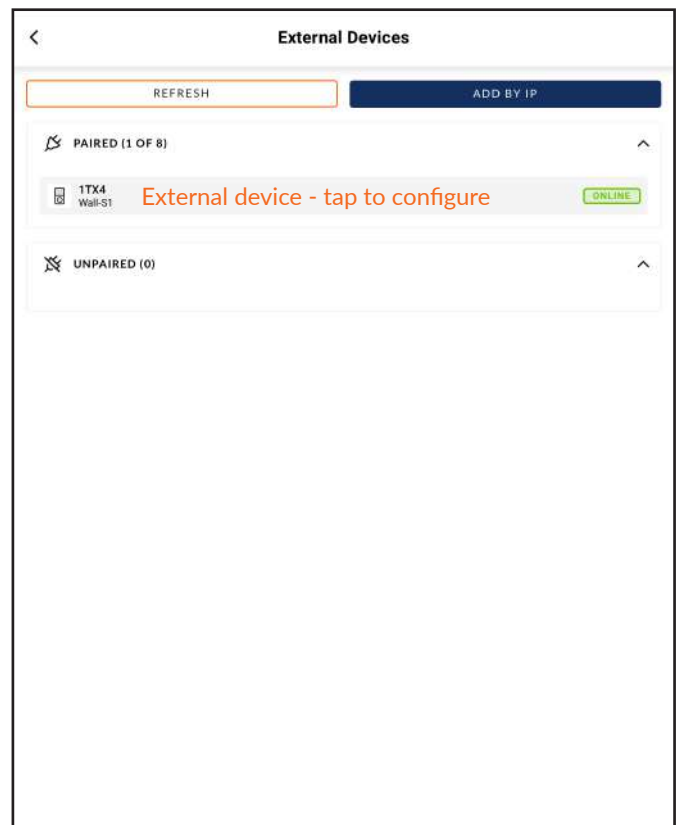 External Devices
REFRESH
ADD BY IP
PAIRED (1 OF 8)
1TX4
Wall-S1
External device - tap to configure
ONLINE
UNPAIRED (0)